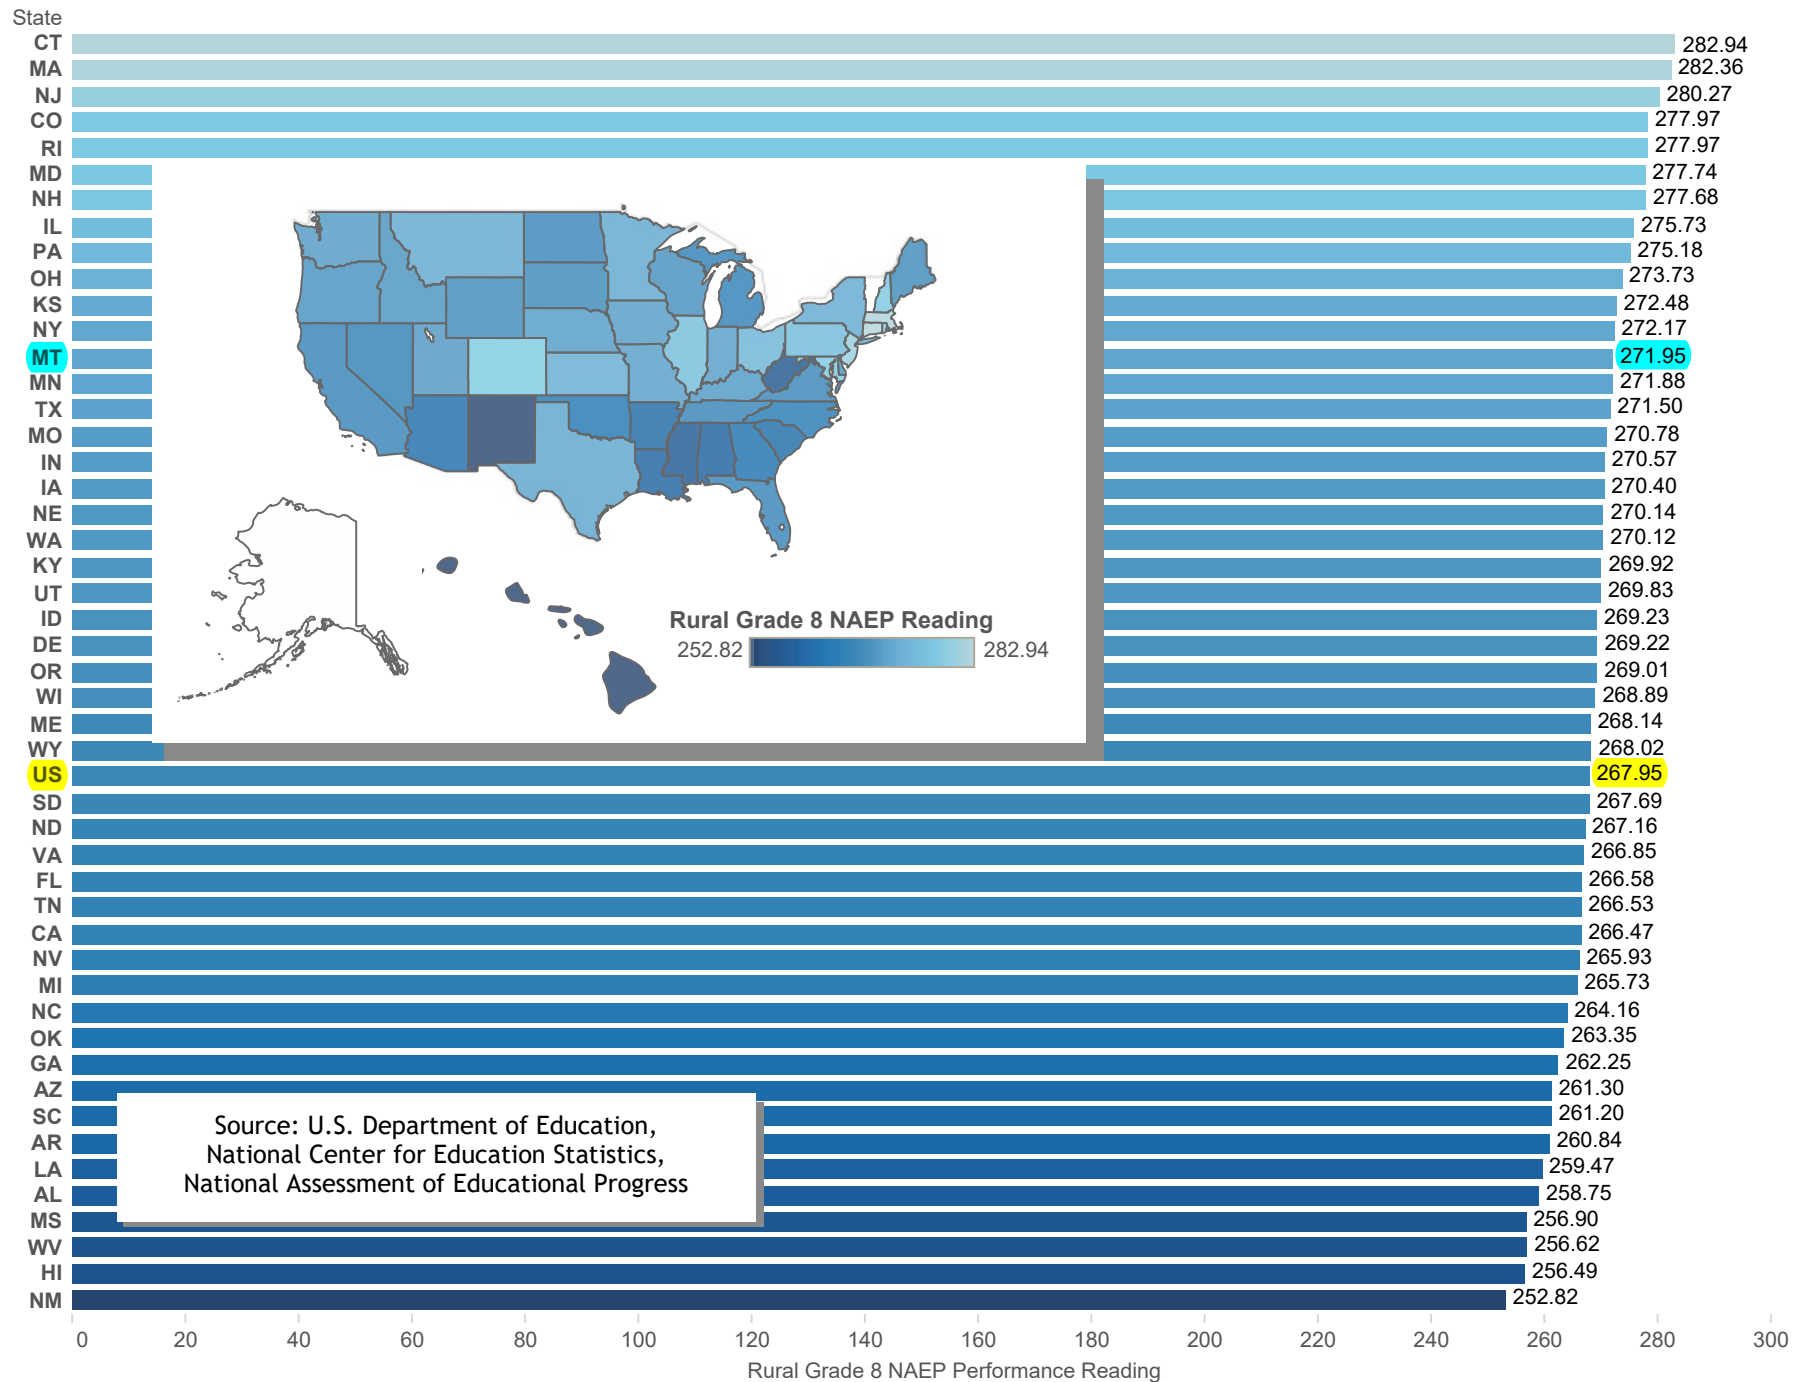 State
CT 282.94
MA 282.36
NJ 280.27
CO 277.97
RI 277.97
MD 277.74
NH 277.68
IL 275.73
PA 275.18
OH 273.73
KS 272.48
NY 272.17
MT 271.95
MN 271.88
TX 271.50
MO 270.78
IN 270.57
IA 270.40
NE 270.14
WA 270.12
KY 269.92
UT 269.83
ID 269.23
DE 269.22
OR 269.01
WI 268.89
ME 268.14
WY 268.02
US 267.95
SD 267.69
ND 267.16
VA 266.85
FL 266.58
TN 266.53
CA 266.47
NV 265.93
MI 265.73
NC 264.16
OK 263.35
GA 262.25
AZ 261.30
SC 261.20
AR 260.84
LA 259.47
AL 258.75
MS 256.90
WV 256.62
HI 256.49
NM 252.82
Rural Grade 8 NAEP Reading
252.82 282.94
Source: U.S. Department of Education,
National Center for Education Statistics,
National Assessment of Educational Progress
0 20 40 60 80 100 120 140 160 180 200 220 240 260 280 300
Rural Grade 8 NAEP Performance Reading